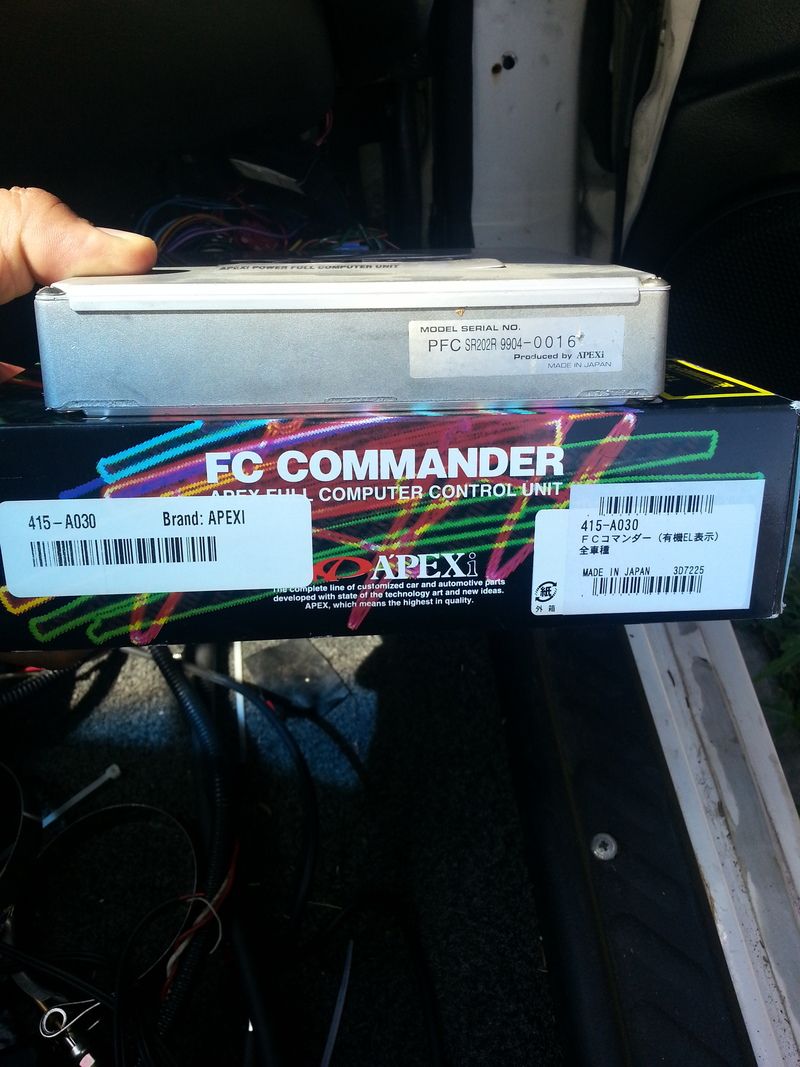 APEXi POWER FULL COMPUTER UNIT
MODEL SERIAL NO.
PFC SR202R 9904-0016
Produced by APEXi
MADE IN JAPAN
FC COMMANDER
APEX FULL COMPUTER CONTROL UNIT
415-A030 Brand: APEXI
A'PEXi
The complete line of customized car and automotive parts
developed with state of the technology art and new ideas.
APEX, which means the highest in quality.
415-A030
FCコマンダー (有機EL表示)
全車種
MADE IN JAPAN 3D7225
紙
外箱